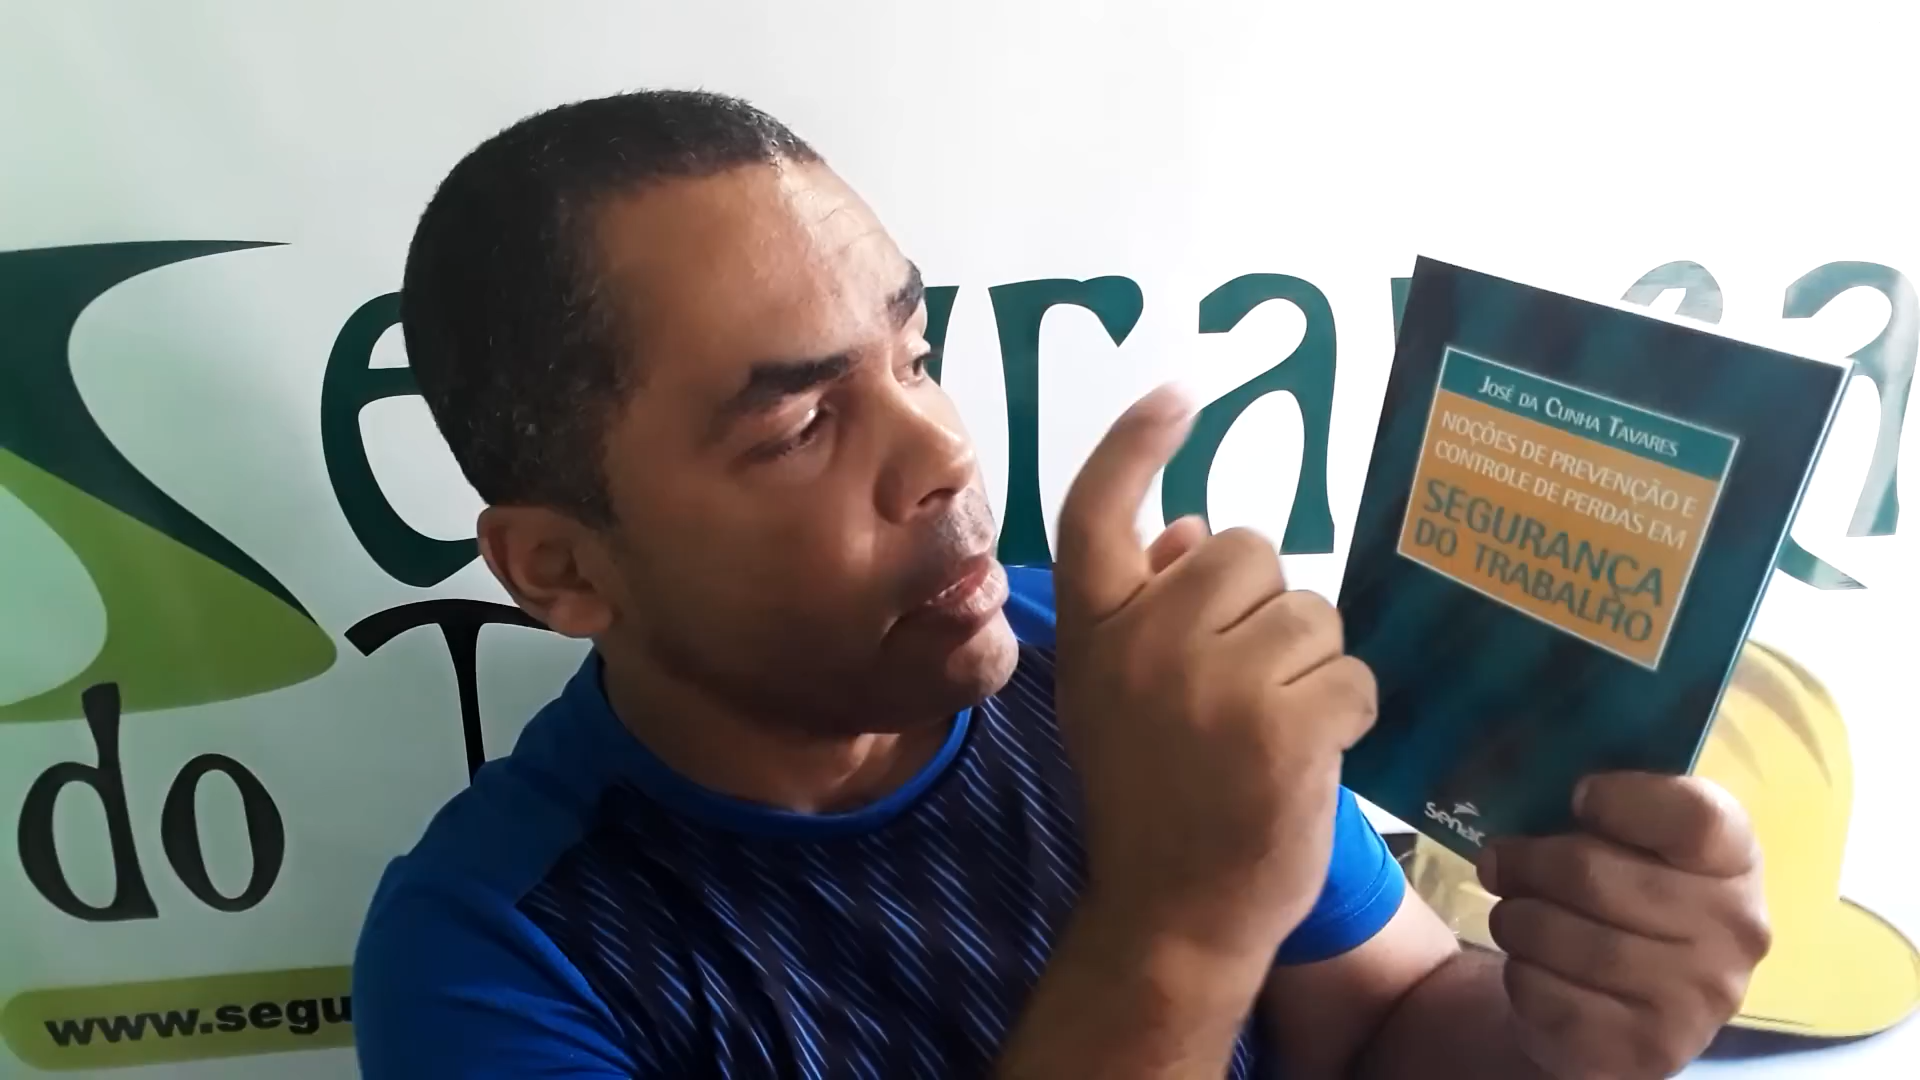 JOSÉ DA CUNHA TAVARES
NOÇÕES DE PREVENÇÃO E
CONTROLE DE PERDAS EM
SEGURANÇA
DO TRABALHO
senac
do
www.segu